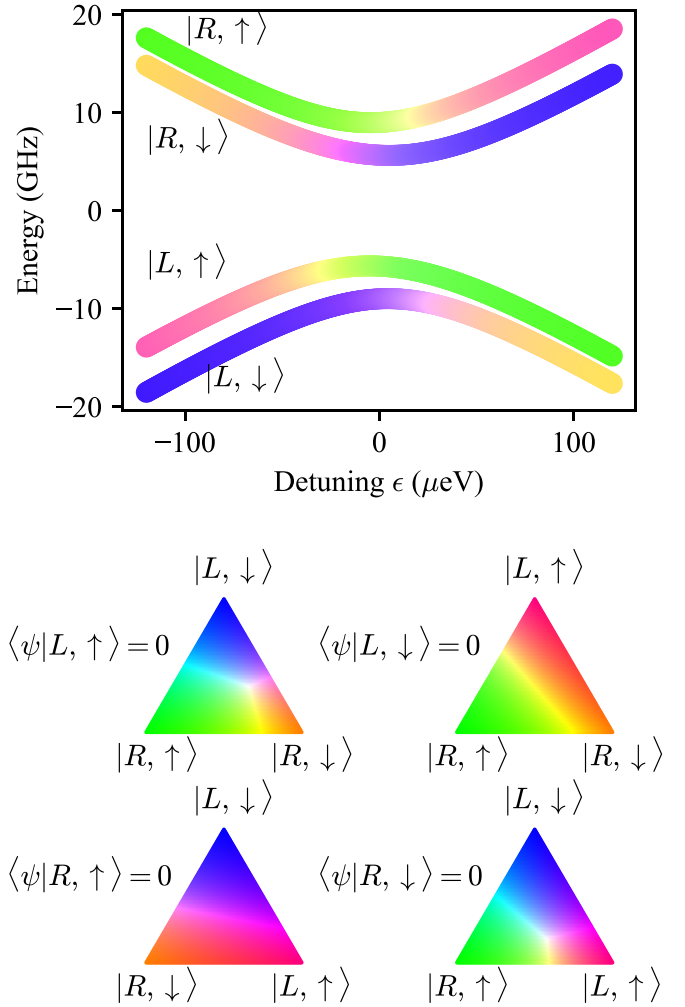 20
|R, ↑⟩
10
|R, ↓⟩
0
Energy (GHz)
|L, ↑⟩
−10
|L, ↓⟩
−20
−100 0 100
Detuning ϵ (μeV)
|L, ↓⟩ |L, ↑⟩
⟨ψ|L, ↑⟩=0 ⟨ψ|L, ↓⟩=0
|R, ↑⟩ |R, ↓⟩ |R, ↑⟩ |R, ↓⟩
|L, ↓⟩ |L, ↓⟩
⟨ψ|R, ↑⟩=0 ⟨ψ|R, ↓⟩=0
|R, ↓⟩ |L, ↑⟩ |R, ↑⟩ |L, ↑⟩